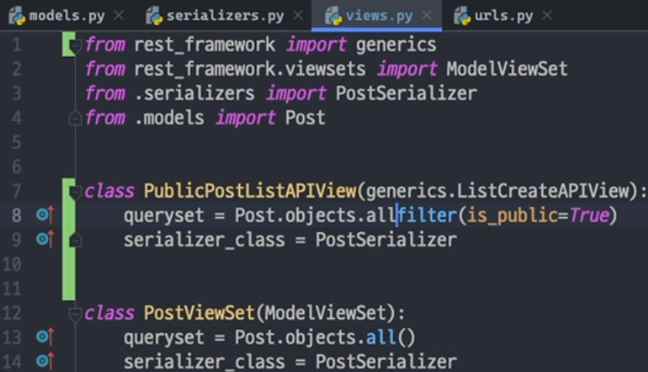 models.py × serializers.py × views.py × urls.py ×
1 from rest_framework import generics
2 from rest_framework.viewsets import ModelViewSet
3 from .serializers import PostSerializer
4 from .models import Post
5
6
7 class PublicPostListAPIView(generics.ListCreateAPIView):
8 queryset = Post.objects.allfilter(is_public=True)
9 serializer_class = PostSerializer
10
11
12 class PostViewSet(ModelViewSet):
13 queryset = Post.objects.all()
14 serializer_class = PostSerializer